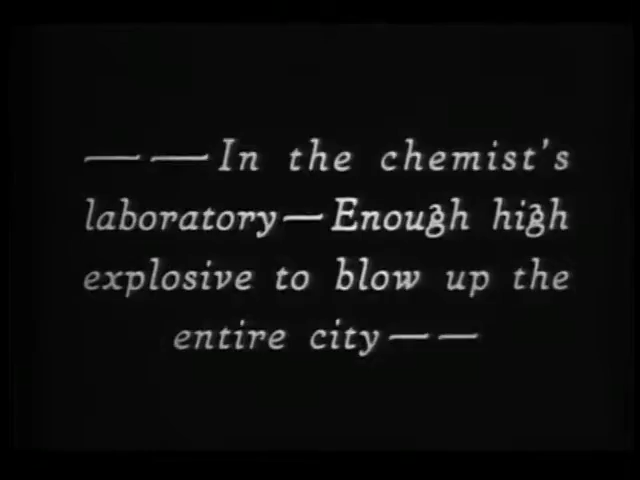 — — In the chemist's
laboratory — Enough high
explosive to blow up the
entire city — —